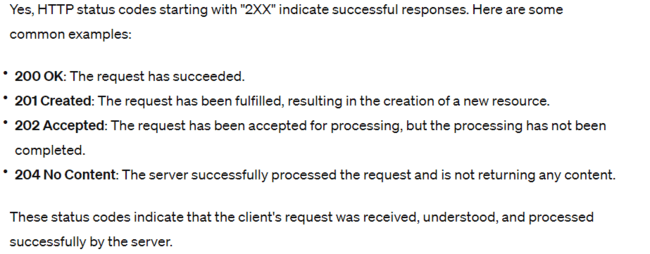 Yes, HTTP status codes starting with "2XX" indicate successful responses. Here are some
common examples:
• 200 OK: The request has succeeded.
• 201 Created: The request has been fulfilled, resulting in the creation of a new resource.
• 202 Accepted: The request has been accepted for processing, but the processing has not been
completed.
• 204 No Content: The server successfully processed the request and is not returning any content.
These status codes indicate that the client's request was received, understood, and processed
successfully by the server.